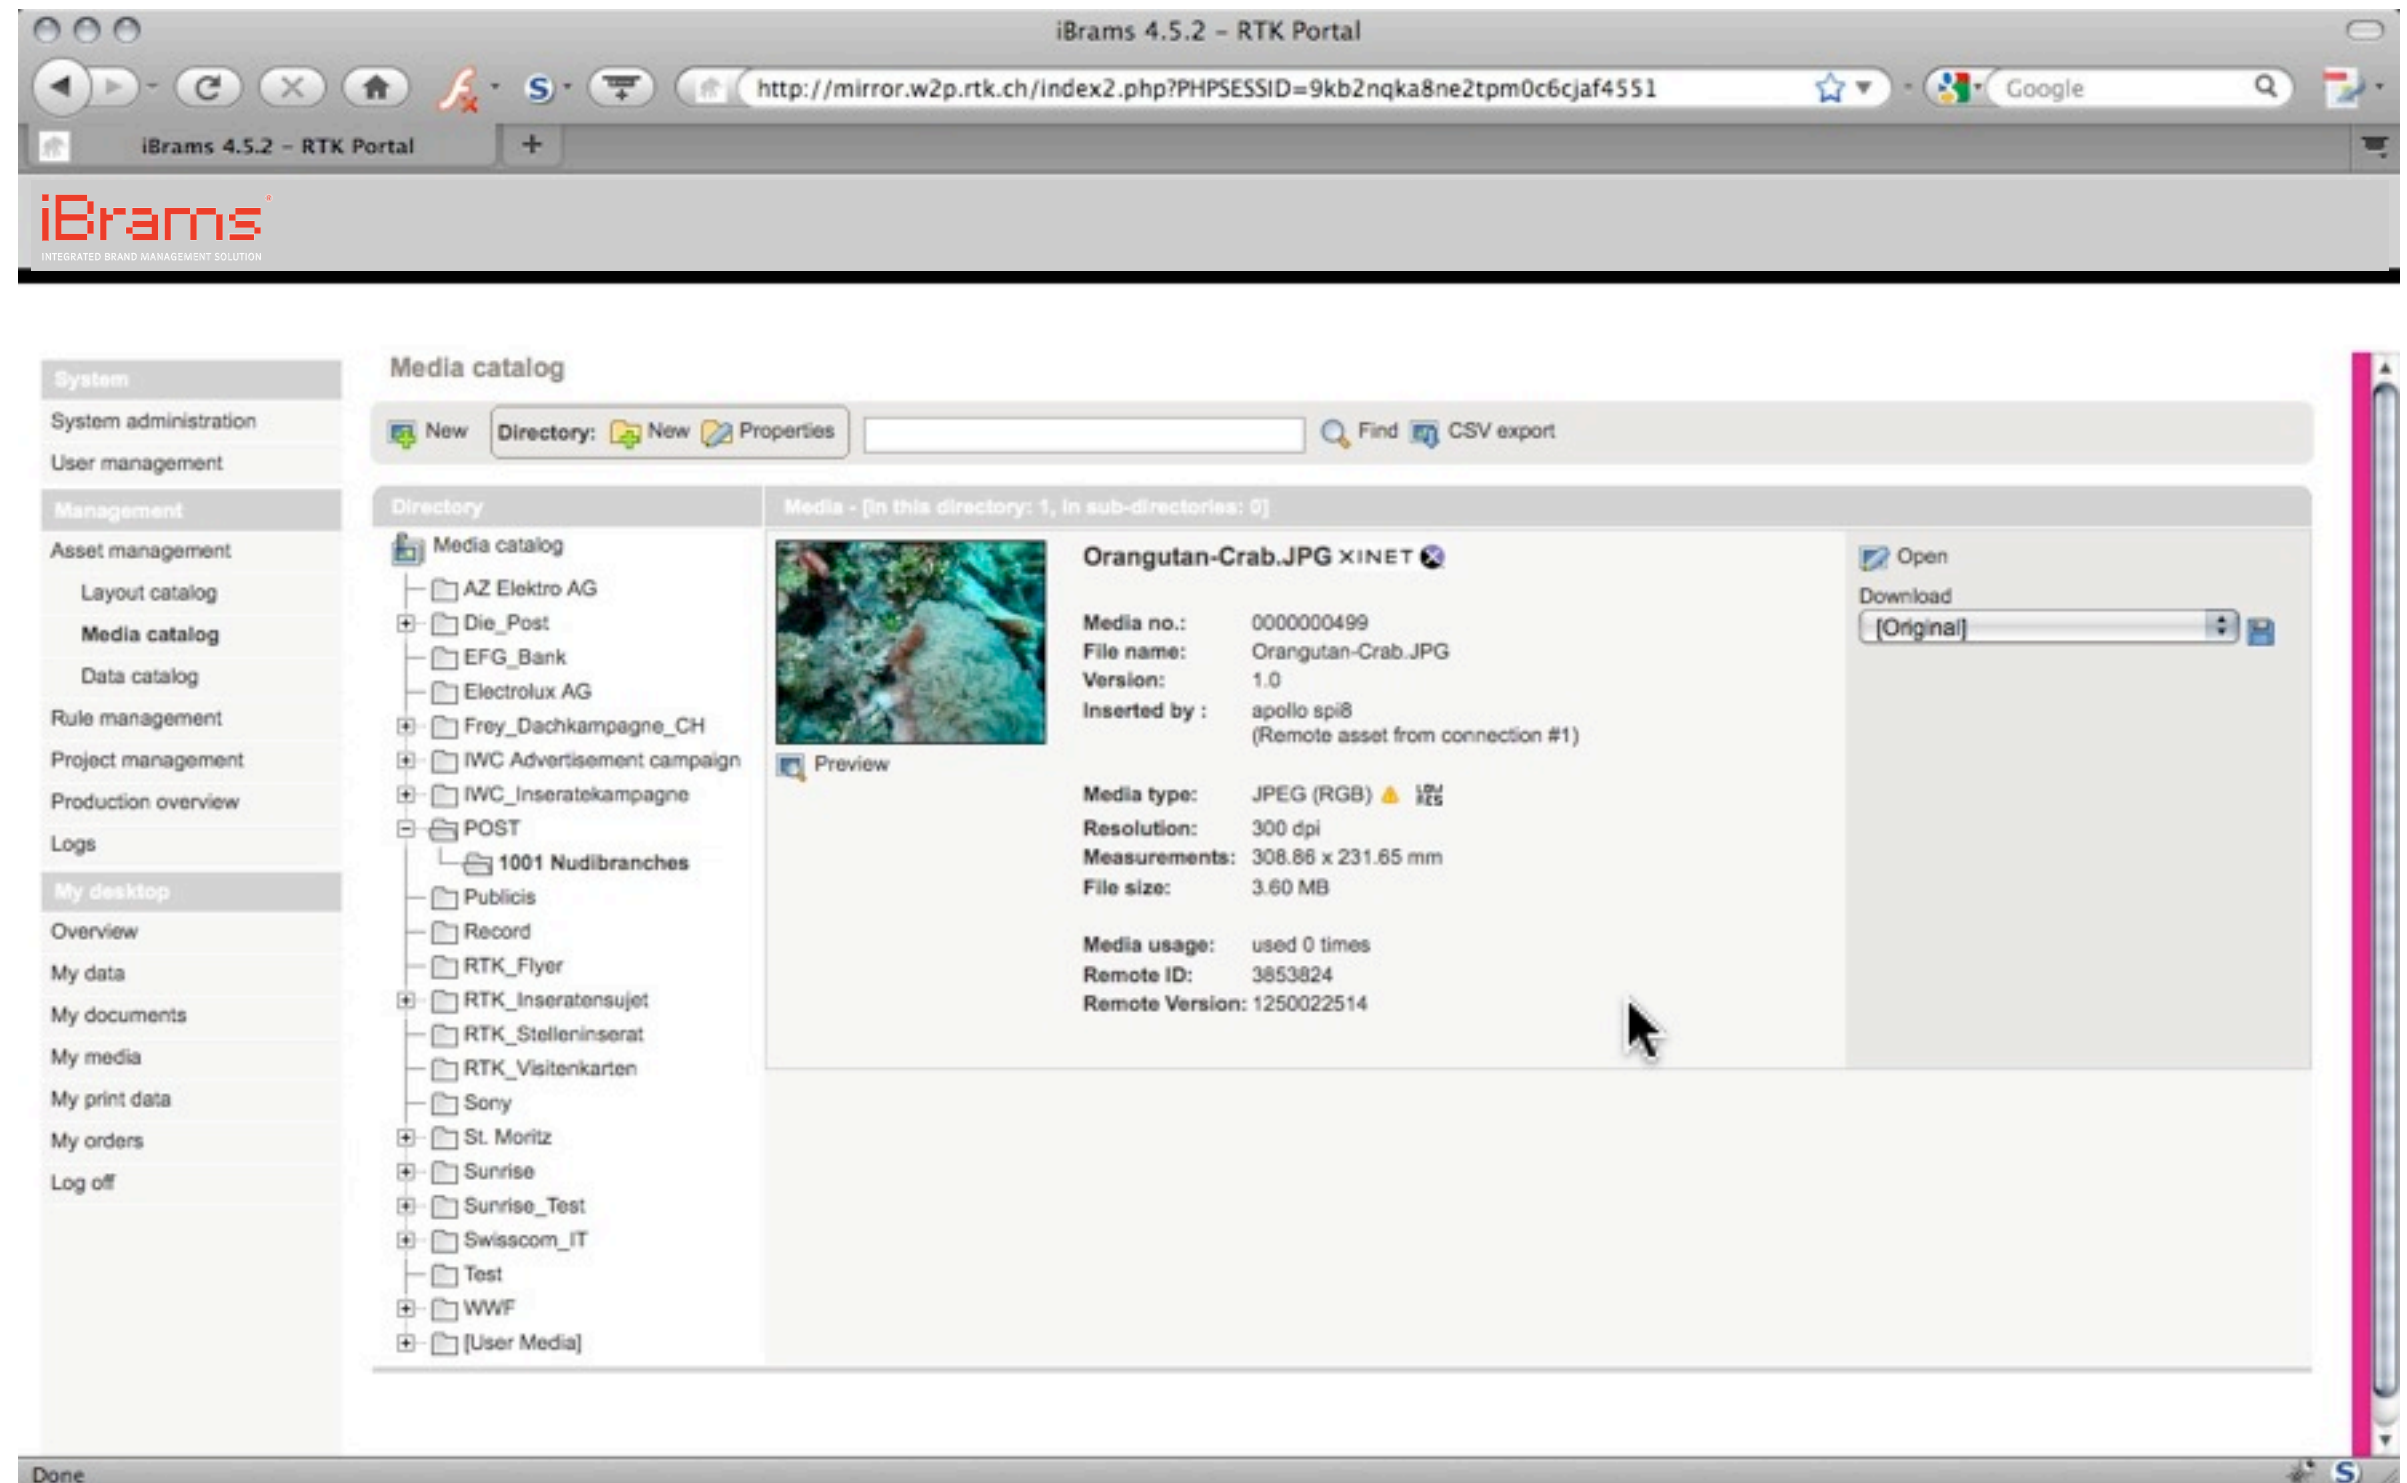 iBrams 4.5.2 – RTK Portal
http://mirror.w2p.rtk.ch/index2.php?PHPSESSID=9kb2nqka8ne2tpm0c6cjaf4551
Google
iBrams 4.5.2 – RTK Portal
iBrams®
INTEGRATED BRAND MANAGEMENT SOLUTION
System
System administration
User management
Management
Asset management
Layout catalog
Media catalog
Data catalog
Rule management
Project management
Production overview
Logs
My desktop
Overview
My data
My documents
My media
My print data
My orders
Log off
Media catalog
New Directory: New Properties Find CSV export
Directory
Media catalog
AZ Elektro AG
Die_Post
EFG_Bank
Electrolux AG
Frey_Dachkampagne_CH
IWC Advertisement campaign
IWC_Inseratekampagne
POST
1001 Nudibranches
Publicis
Record
RTK_Flyer
RTK_Inseratensujet
RTK_Stelleninserat
RTK_Visitenkarten
Sony
St. Moritz
Sunrise
Sunrise_Test
Swisscom_IT
Test
WWF
[User Media]
Media - [In this directory: 1, in sub-directories: 0]
Preview
Orangutan-Crab.JPG XINET
Media no.: 0000000499
File name: Orangutan-Crab.JPG
Version: 1.0
Inserted by : apollo spi8
(Remote asset from connection #1)
Media type: JPEG (RGB) LOW RES
Resolution: 300 dpi
Measurements: 308.86 x 231.65 mm
File size: 3.60 MB
Media usage: used 0 times
Remote ID: 3853824
Remote Version: 1250022514
Open
Download
[Original]
Done